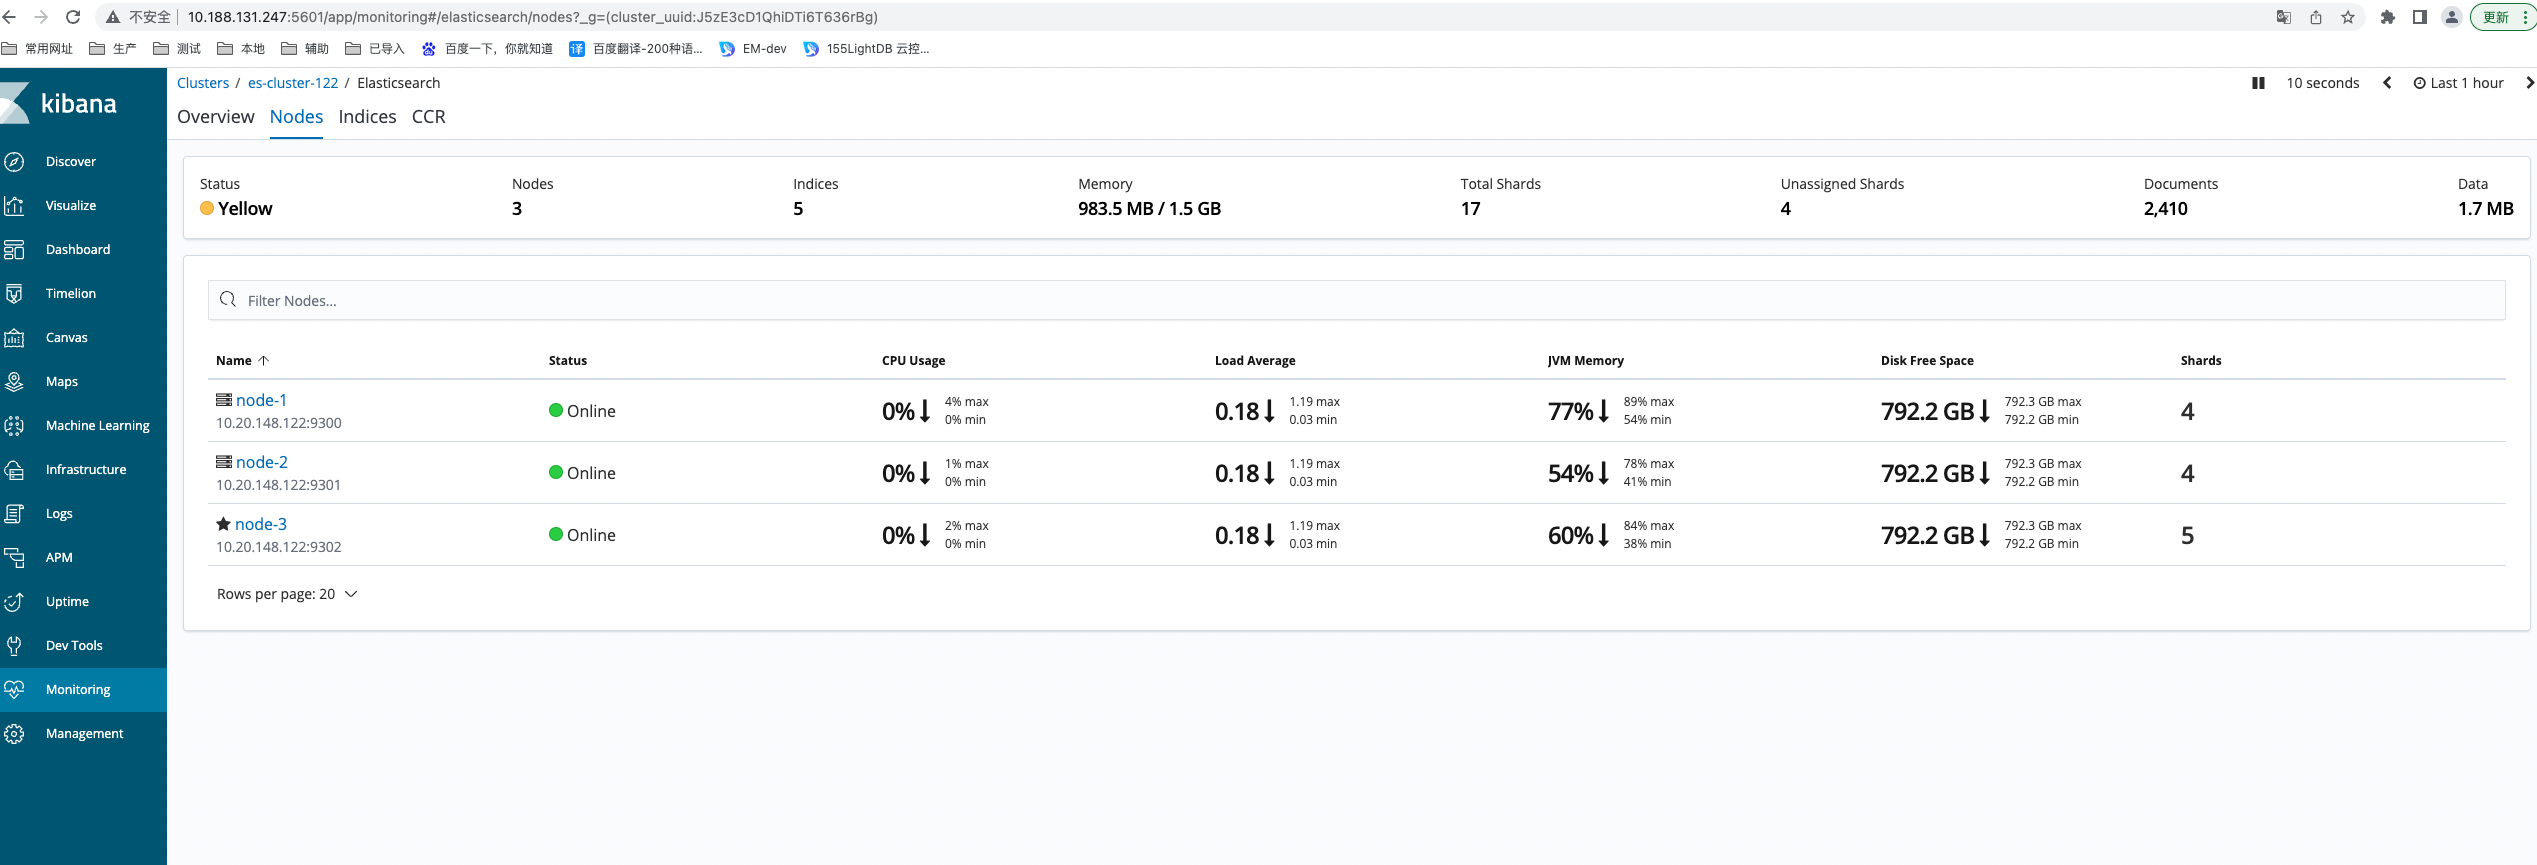 不安全 10.188.131.247:5601/app/monitoring#/elasticsearch/nodes?_g=(cluster_uuid:J5zE3cD1QhiDTi6T636rBg) 更新
常用网址 生产 测试 本地 辅助 已导入 百度一下，你就知道 译 百度翻译-200种语... EM-dev 155LightDB 云控...
kibana
Discover
Visualize
Dashboard
Timelion
Canvas
Maps
Machine Learning
Infrastructure
Logs
APM
Uptime
Dev Tools
Monitoring
Management
Clusters / es-cluster-122 / Elasticsearch 10 seconds Last 1 hour
Overview Nodes Indices CCR
Status Nodes Indices Memory Total Shards Unassigned Shards Documents Data
Yellow 3 5 983.5 MB / 1.5 GB 17 4 2,410 1.7 MB
Filter Nodes...
Name Status CPU Usage Load Average JVM Memory Disk Free Space Shards
node-1 Online 0% 4% max 0.18 1.19 max 77% 89% max 792.2 GB 792.3 GB max 4
10.20.148.122:9300 0% min 0.03 min 54% min 792.2 GB min
node-2 Online 0% 1% max 0.18 1.19 max 54% 78% max 792.2 GB 792.3 GB max 4
10.20.148.122:9301 0% min 0.03 min 41% min 792.2 GB min
node-3 Online 0% 2% max 0.18 1.19 max 60% 84% max 792.2 GB 792.3 GB max 5
10.20.148.122:9302 0% min 0.03 min 38% min 792.2 GB min
Rows per page: 20